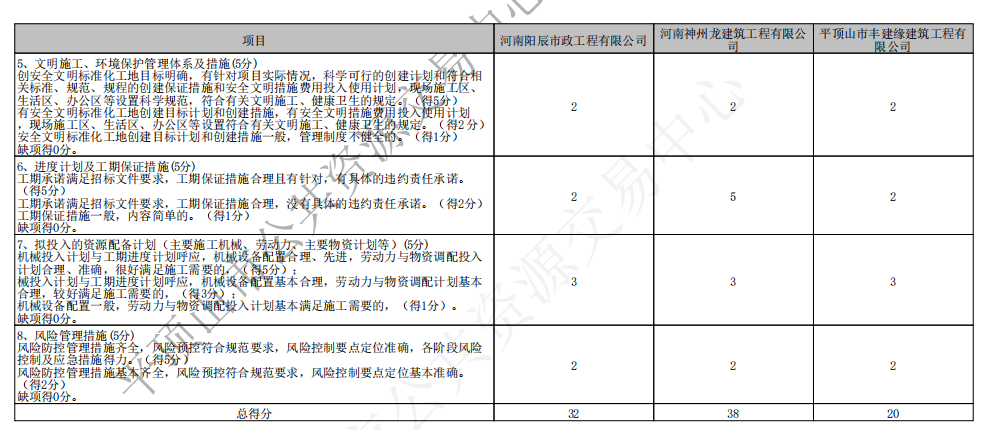 项目
河南阳辰市政工程有限公司
河南神州龙建筑工程有限公
司
平顶山市丰建缘建筑工程有
限公司
5、文明施工、环境保护管理体系及措施(5分)
创安全文明标准化工地目标明确，有针对项目实际情况，科学可行的创建计划和符合相
关标准、规范、规程的创建保证措施和安全文明措施费用投入使用计划，现场施工区、
生活区、办公区等设置科学规范，符合有关文明施工、健康卫生的规定。（得5分）
有安全文明标准化工地创建目标计划和创建措施，有安全文明措施费用投入使用计划
，现场施工区、生活区、办公区等设置符合有关文明施工、健康卫生的规定。（得2分）
安全文明标准化工地创建目标计划和创建措施一般，管理制度不健全的。（得1分）
缺项得0分。
2
2
2
6、进度计划及工期保证措施(5分)
工期承诺满足招标文件要求，工期保证措施合理且有针对，有具体的违约责任承诺。
（得5分）
工期承诺满足招标文件要求，工期保证措施合理，没有具体的违约责任承诺。（得2分）
工期保证措施一般，内容简单的。（得1分）
缺项得0分。
2
5
2
7、拟投入的资源配备计划（主要施工机械、劳动力、主要物资计划等）(5分)
机械投入计划与工期进度计划呼应，机械设备配置合理、先进，劳动力与物资调配投入
计划合理、准确，很好满足施工需要的，（得5分）；
械投入计划与工期进度计划呼应，机械设备配置基本合理，劳动力与物资调配计划基本
合理，较好满足施工需要的，（得3分）；
机械设备配置一般，劳动力与物资调配投入计划基本满足施工需要的，（得1分）。
缺项得0分。
3
3
3
8、风险管理措施(5分)
风险防控管理措施齐全，风险预控符合规范要求，风险控制要点定位准确，各阶段风险
控制及应急措施得力。（得5分）
风险防控管理措施基本齐全，风险预控符合规范要求，风险控制要点定位基本准确。
（得2分）
缺项得0分。
2
2
2
总得分
32
38
20